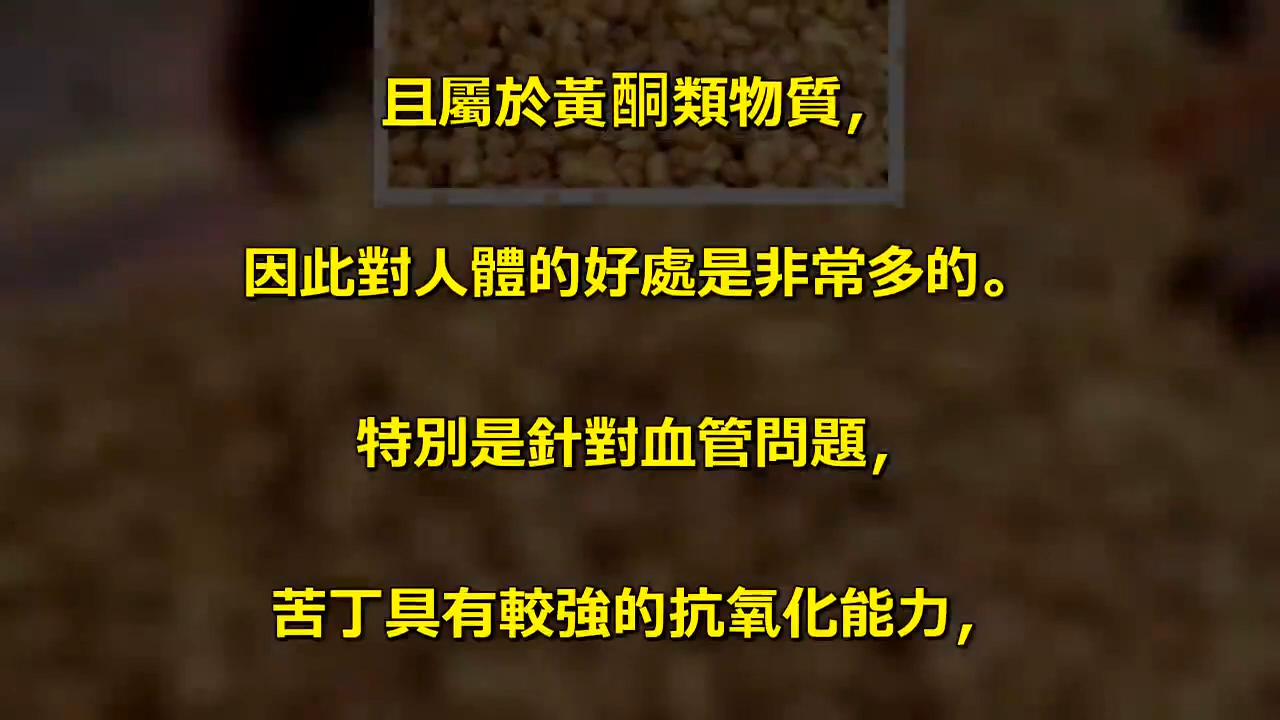 且屬於黃酮類物質，
因此對人體的好處是非常多的。
特別是針對血管問題，
苦丁具有較強的抗氧化能力，